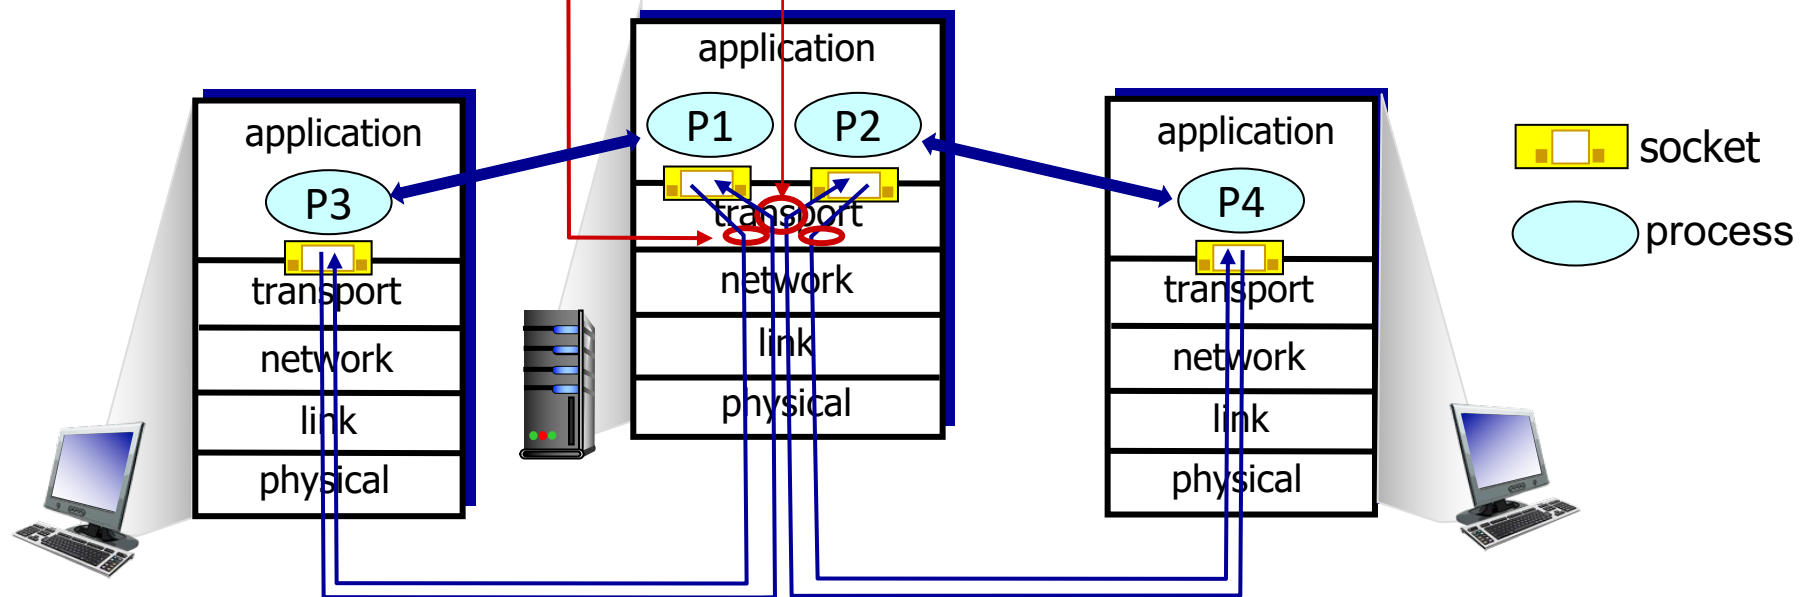 application
P3
transport
network
link
physical
application
P1
P2
transport
network
link
physical
application
P4
transport
network
link
physical
socket
process